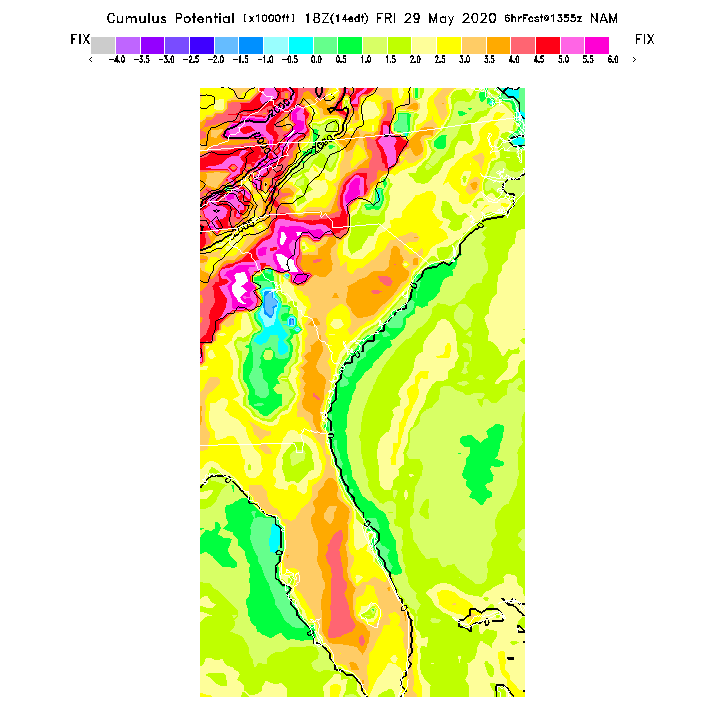 Cumulus Potential [x1000ft] 18Z(14edt) FRI 29 May 2020 6hrFcst@1355z NAM
FIX FIX
< -4.0 -3.5 -3.0 -2.5 -2.0 -1.5 -1.0 -0.5 0.0 0.5 1.0 1.5 2.0 2.5 3.0 3.5 4.0 4.5 5.0 5.5 6.0 >
2000
2000